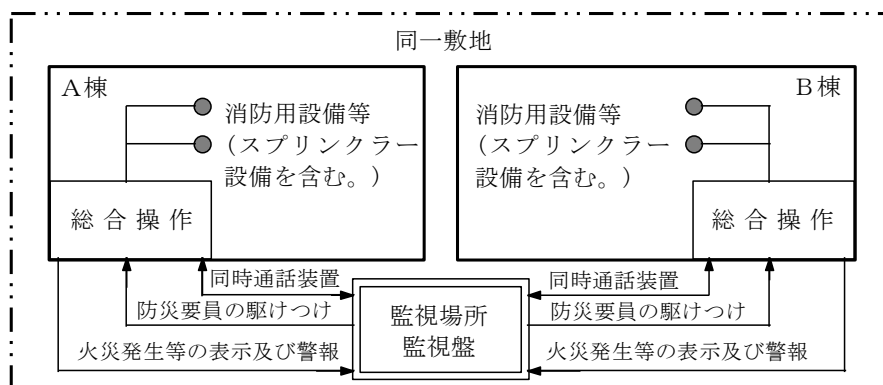 同一敷地
A棟
消防用設備等
(スプリンクラー
設備を含む。)
総合操作
B棟
消防用設備等
(スプリンクラー
設備を含む。)
総合操作
同時通話装置
防災要員の駆けつけ
火災発生等の表示及び警報
監視場所
監視盤
同時通話装置
防災要員の駆けつけ
火災発生等の表示及び警報